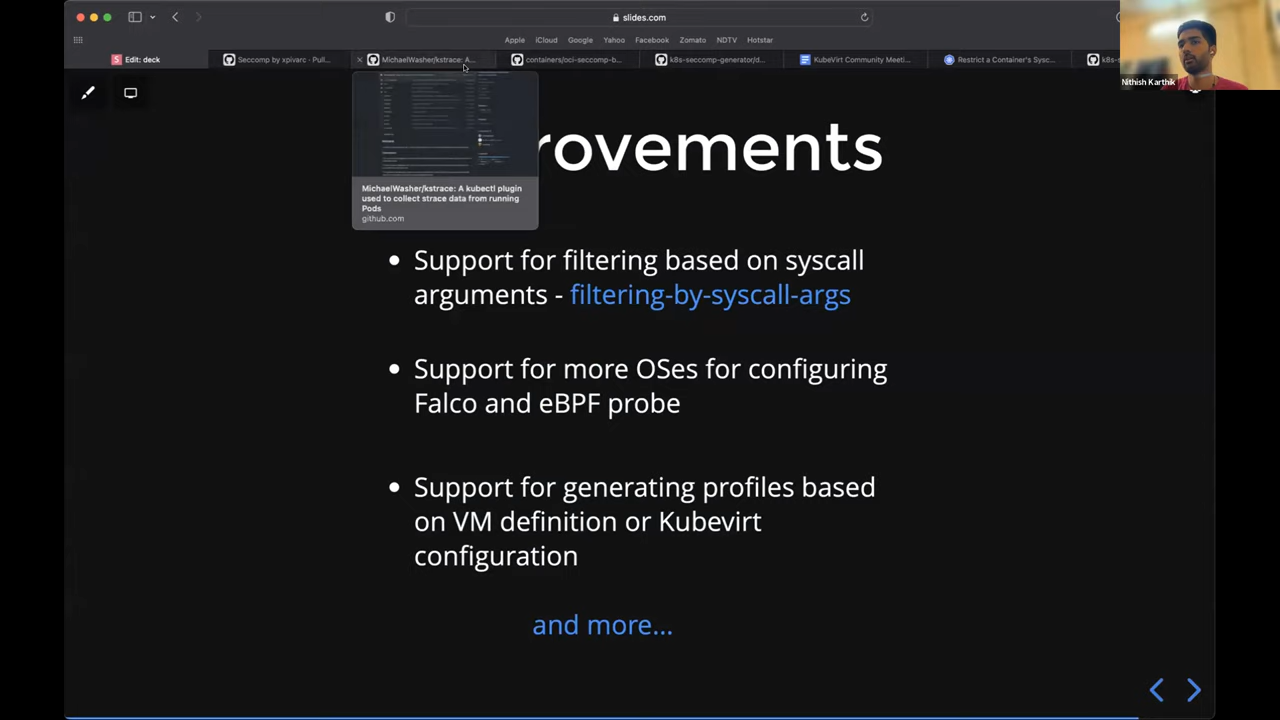 slides.com
Apple iCloud Google Yahoo Facebook Zomato NDTV Hotstar
Edit: deck
Seccomp by xpivarc · Pull...
MichaelWasher/kstrace: A...
containers/oci-seccomp-b...
k8s-seccomp-generator/d...
KubeVirt Community Meeti...
Restrict a Container's Sysc...
Nithish Karthik
rovements
MichaelWasher/kstrace: A kubectl plugin
used to collect strace data from running
Pods
github.com
Support for filtering based on syscall
arguments - filtering-by-syscall-args
Support for more OSes for configuring
Falco and eBPF probe
Support for generating profiles based
on VM definition or Kubevirt
configuration
and more...